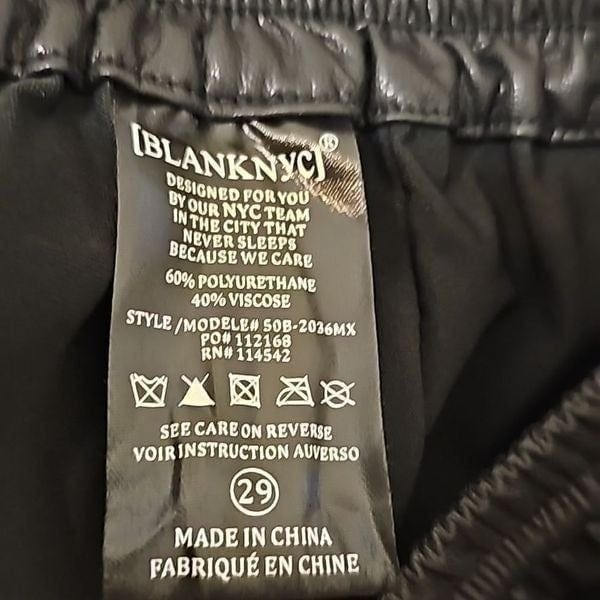 [BLANKNYC]®
DESIGNED FOR YOU
BY OUR NYC TEAM
IN THE CITY THAT
NEVER SLEEPS
BECAUSE WE CARE
60% POLYURETHANE
40% VISCOSE
STYLE/MODELE# 50B-2036MX
PO# 112168
RN# 114542
SEE CARE ON REVERSE
VOIR INSTRUCTION AUVERSO
29
MADE IN CHINA
FABRIQUÉ EN CHINE